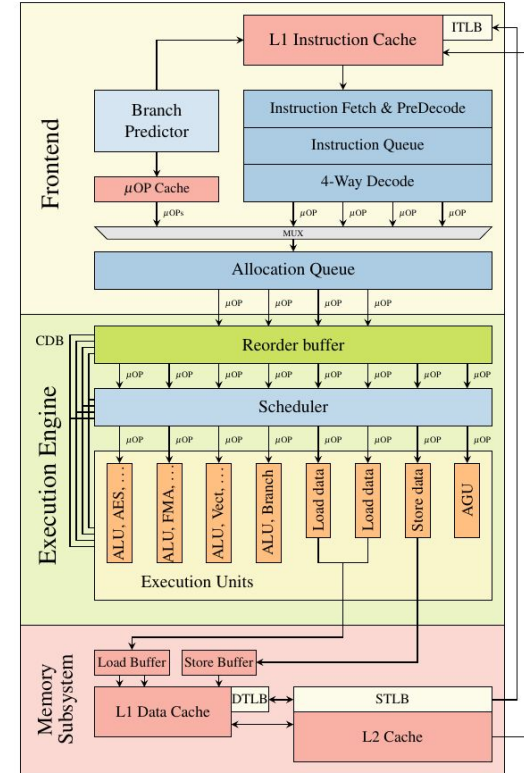 L1 Instruction Cache
ITLB
Branch
Predictor
Instruction Fetch & PreDecode
Instruction Queue
4-Way Decode
μOP Cache
μOPs
μOP μOP μOP μOP
MUX
Allocation Queue
μOP μOP μOP μOP
Frontend
CDB
Reorder buffer
μOP μOP μOP μOP μOP μOP μOP μOP
Scheduler
μOP μOP μOP μOP μOP μOP μOP μOP
ALU, AES, …
ALU, FMA, …
ALU, Vect, …
ALU, Branch
Load data
Load data
Store data
AGU
Execution Units
Execution Engine
Load Buffer
Store Buffer
L1 Data Cache
DTLB
STLB
L2 Cache
Memory
Subsystem